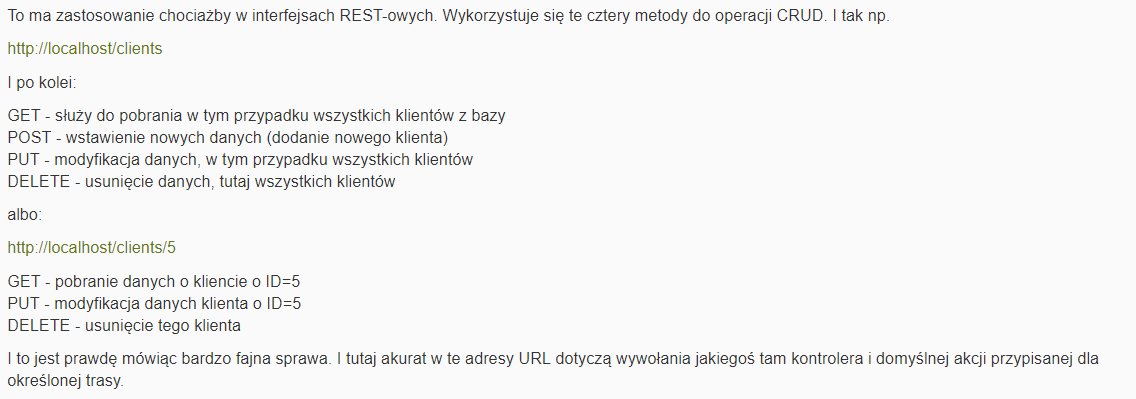 To ma zastosowanie chociażby w interfejsach REST-owych. Wykorzystuje się te cztery metody do operacji CRUD. I tak np.
http://localhost/clients
I po kolei:
GET - służy do pobrania w tym przypadku wszystkich klientów z bazy
POST - wstawienie nowych danych (dodanie nowego klienta)
PUT - modyfikacja danych, w tym przypadku wszystkich klientów
DELETE - usunięcie danych, tutaj wszystkich klientów
albo:
http://localhost/clients/5
GET - pobranie danych o kliencie o ID=5
PUT - modyfikacja danych klienta o ID=5
DELETE - usunięcie tego klienta
I to jest prawdę mówiąc bardzo fajna sprawa. I tutaj akurat w te adresy URL dotyczą wywołania jakiegoś tam kontrolera i domyślnej akcji przypisanej dla
określonej trasy.